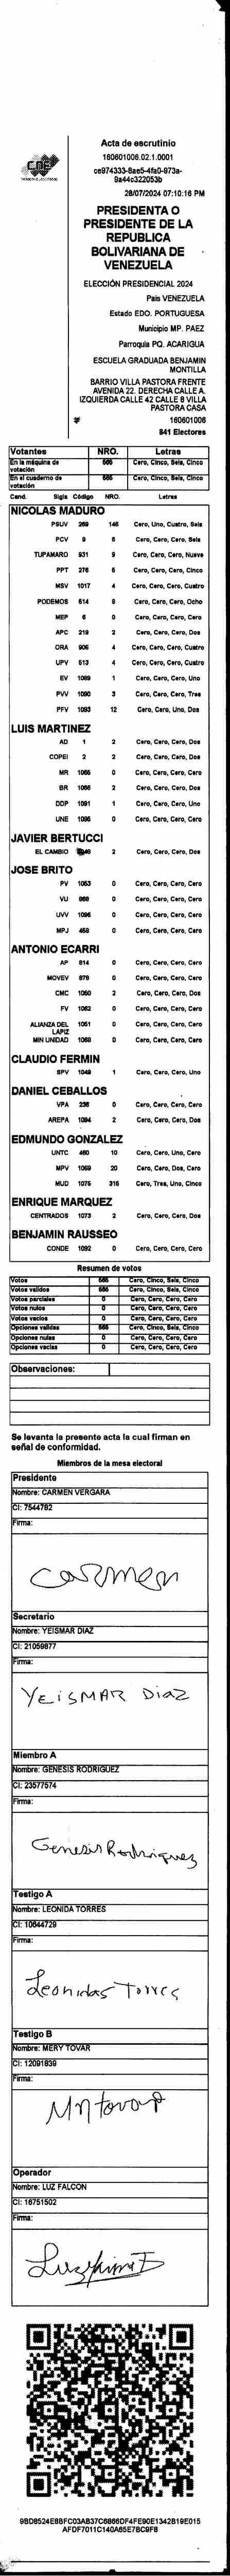 CNE
Acta de escrutinio
160601006.02.1.0001
ce974333-8ae5-4fa0-973a-
9a44c322053b
28/07/2024 07:10:16 PM
PRESIDENTA O
PRESIDENTE DE LA
REPUBLICA
BOLIVARIANA DE
VENEZUELA
ELECCIÓN PRESIDENCIAL 2024
Pais VENEZUELA
Estado EDO. PORTUGUESA
Municipio MP. PAEZ
Parroquia PQ. ACARIGUA
ESCUELA GRADUADA BENJAMIN
MONTILLA
BARRIO VILLA PASTORA FRENTE
AVENIDA 22. DERECHA CALLE A.
IZQUIERDA CALLE 42 CALLE 8 VILLA
PASTORA CASA
160601006
841 Electores
Votantes NRO. Letras
En la máquina de votación 565 Cero, Cinco, Seis, Cinco
En el cuaderno de votación 565 Cero, Cinco, Seis, Cinco
Cand. Sigla Código NRO. Letras
NICOLAS MADURO
PSUV 269 146 Cero, Uno, Cuatro, Seis
PCV 9 6 Cero, Cero, Cero, Seis
TUPAMARO 931 9 Cero, Cero, Cero, Nueve
PPT 276 5 Cero, Cero, Cero, Cinco
MSV 1017 4 Cero, Cero, Cero, Cuatro
PODEMOS 514 8 Cero, Cero, Cero, Ocho
MEP 6 0 Cero, Cero, Cero, Cero
APC 219 2 Cero, Cero, Cero, Dos
ORA 906 4 Cero, Cero, Cero, Cuatro
UPV 513 4 Cero, Cero, Cero, Cuatro
EV 1089 1 Cero, Cero, Cero, Uno
PVV 1090 3 Cero, Cero, Cero, Tres
PFV 1093 12 Cero, Cero, Uno, Dos
LUIS MARTINEZ
AD 1 2 Cero, Cero, Cero, Dos
COPEI 2 2 Cero, Cero, Cero, Dos
MR 1065 0 Cero, Cero, Cero, Cero
BR 1066 2 Cero, Cero, Cero, Dos
DDP 1091 1 Cero, Cero, Cero, Uno
UNE 1095 0 Cero, Cero, Cero, Cero
JAVIER BERTUCCI
EL CAMBIO 2 Cero, Cero, Cero, Dos
JOSE BRITO
PV 1053 0 Cero, Cero, Cero, Cero
VU 969 0 Cero, Cero, Cero, Cero
UVV 1096 0 Cero, Cero, Cero, Cero
MPJ 458 0 Cero, Cero, Cero, Cero
ANTONIO ECARRI
AP 814 0 Cero, Cero, Cero, Cero
MOVEV 878 0 Cero, Cero, Cero, Cero
CMC 1050 2 Cero, Cero, Cero, Dos
FV 1062 0 Cero, Cero, Cero, Cero
ALIANZA DEL LAPIZ 1051 0 Cero, Cero, Cero, Cero
MIN UNIDAD 1068 0 Cero, Cero, Cero, Cero
CLAUDIO FERMIN
SPV 1049 1 Cero, Cero, Cero, Uno
DANIEL CEBALLOS
VPA 236 0 Cero, Cero, Cero, Cero
AREPA 1094 2 Cero, Cero, Cero, Dos
EDMUNDO GONZALEZ
UNTC 480 10 Cero, Cero, Uno, Cero
MPV 1069 20 Cero, Cero, Dos, Cero
MUD 1075 315 Cero, Tres, Uno, Cinco
ENRIQUE MARQUEZ
CENTRADOS 1073 2 Cero, Cero, Cero, Dos
BENJAMIN RAUSSEO
CONDE 1092 0 Cero, Cero, Cero, Cero
Resumen de votos
Votos 565 Cero, Cinco, Seis, Cinco
Votos validos 565 Cero, Cinco, Seis, Cinco
Votos parciales 0 Cero, Cero, Cero, Cero
Votos nulos 0 Cero, Cero, Cero, Cero
Votos vacios 0 Cero, Cero, Cero, Cero
Opciones validas 565 Cero, Cinco, Seis, Cinco
Opciones nulas 0 Cero, Cero, Cero, Cero
Opciones vacias 0 Cero, Cero, Cero, Cero
Observaciones:
Se levanta la presente acta la cual firman en
señal de conformidad.
Miembros de la mesa electoral
Presidente
Nombre: CARMEN VERGARA
CI: 7544782
Firma:
Carmen
Secretario
Nombre: YEISMAR DIAZ
CI: 21059877
Firma:
YEiSMAR DiaZ
Miembro A
Nombre: GENESIS RODRIGUEZ
CI: 23577574
Firma:
Genesis Rodriguez
Testigo A
Nombre: LEONIDA TORRES
CI: 10644729
Firma:
Leonidas Torres
Testigo B
Nombre: MERY TOVAR
CI: 12091839
Firma:
Mntovar
Operador
Nombre: LUZ FALCON
CI: 16751502
Firma:
9BD8524E8BFC03AB37C5866DF4FE90E1342B19E015
AFDF7011C140A65E7BC9F8